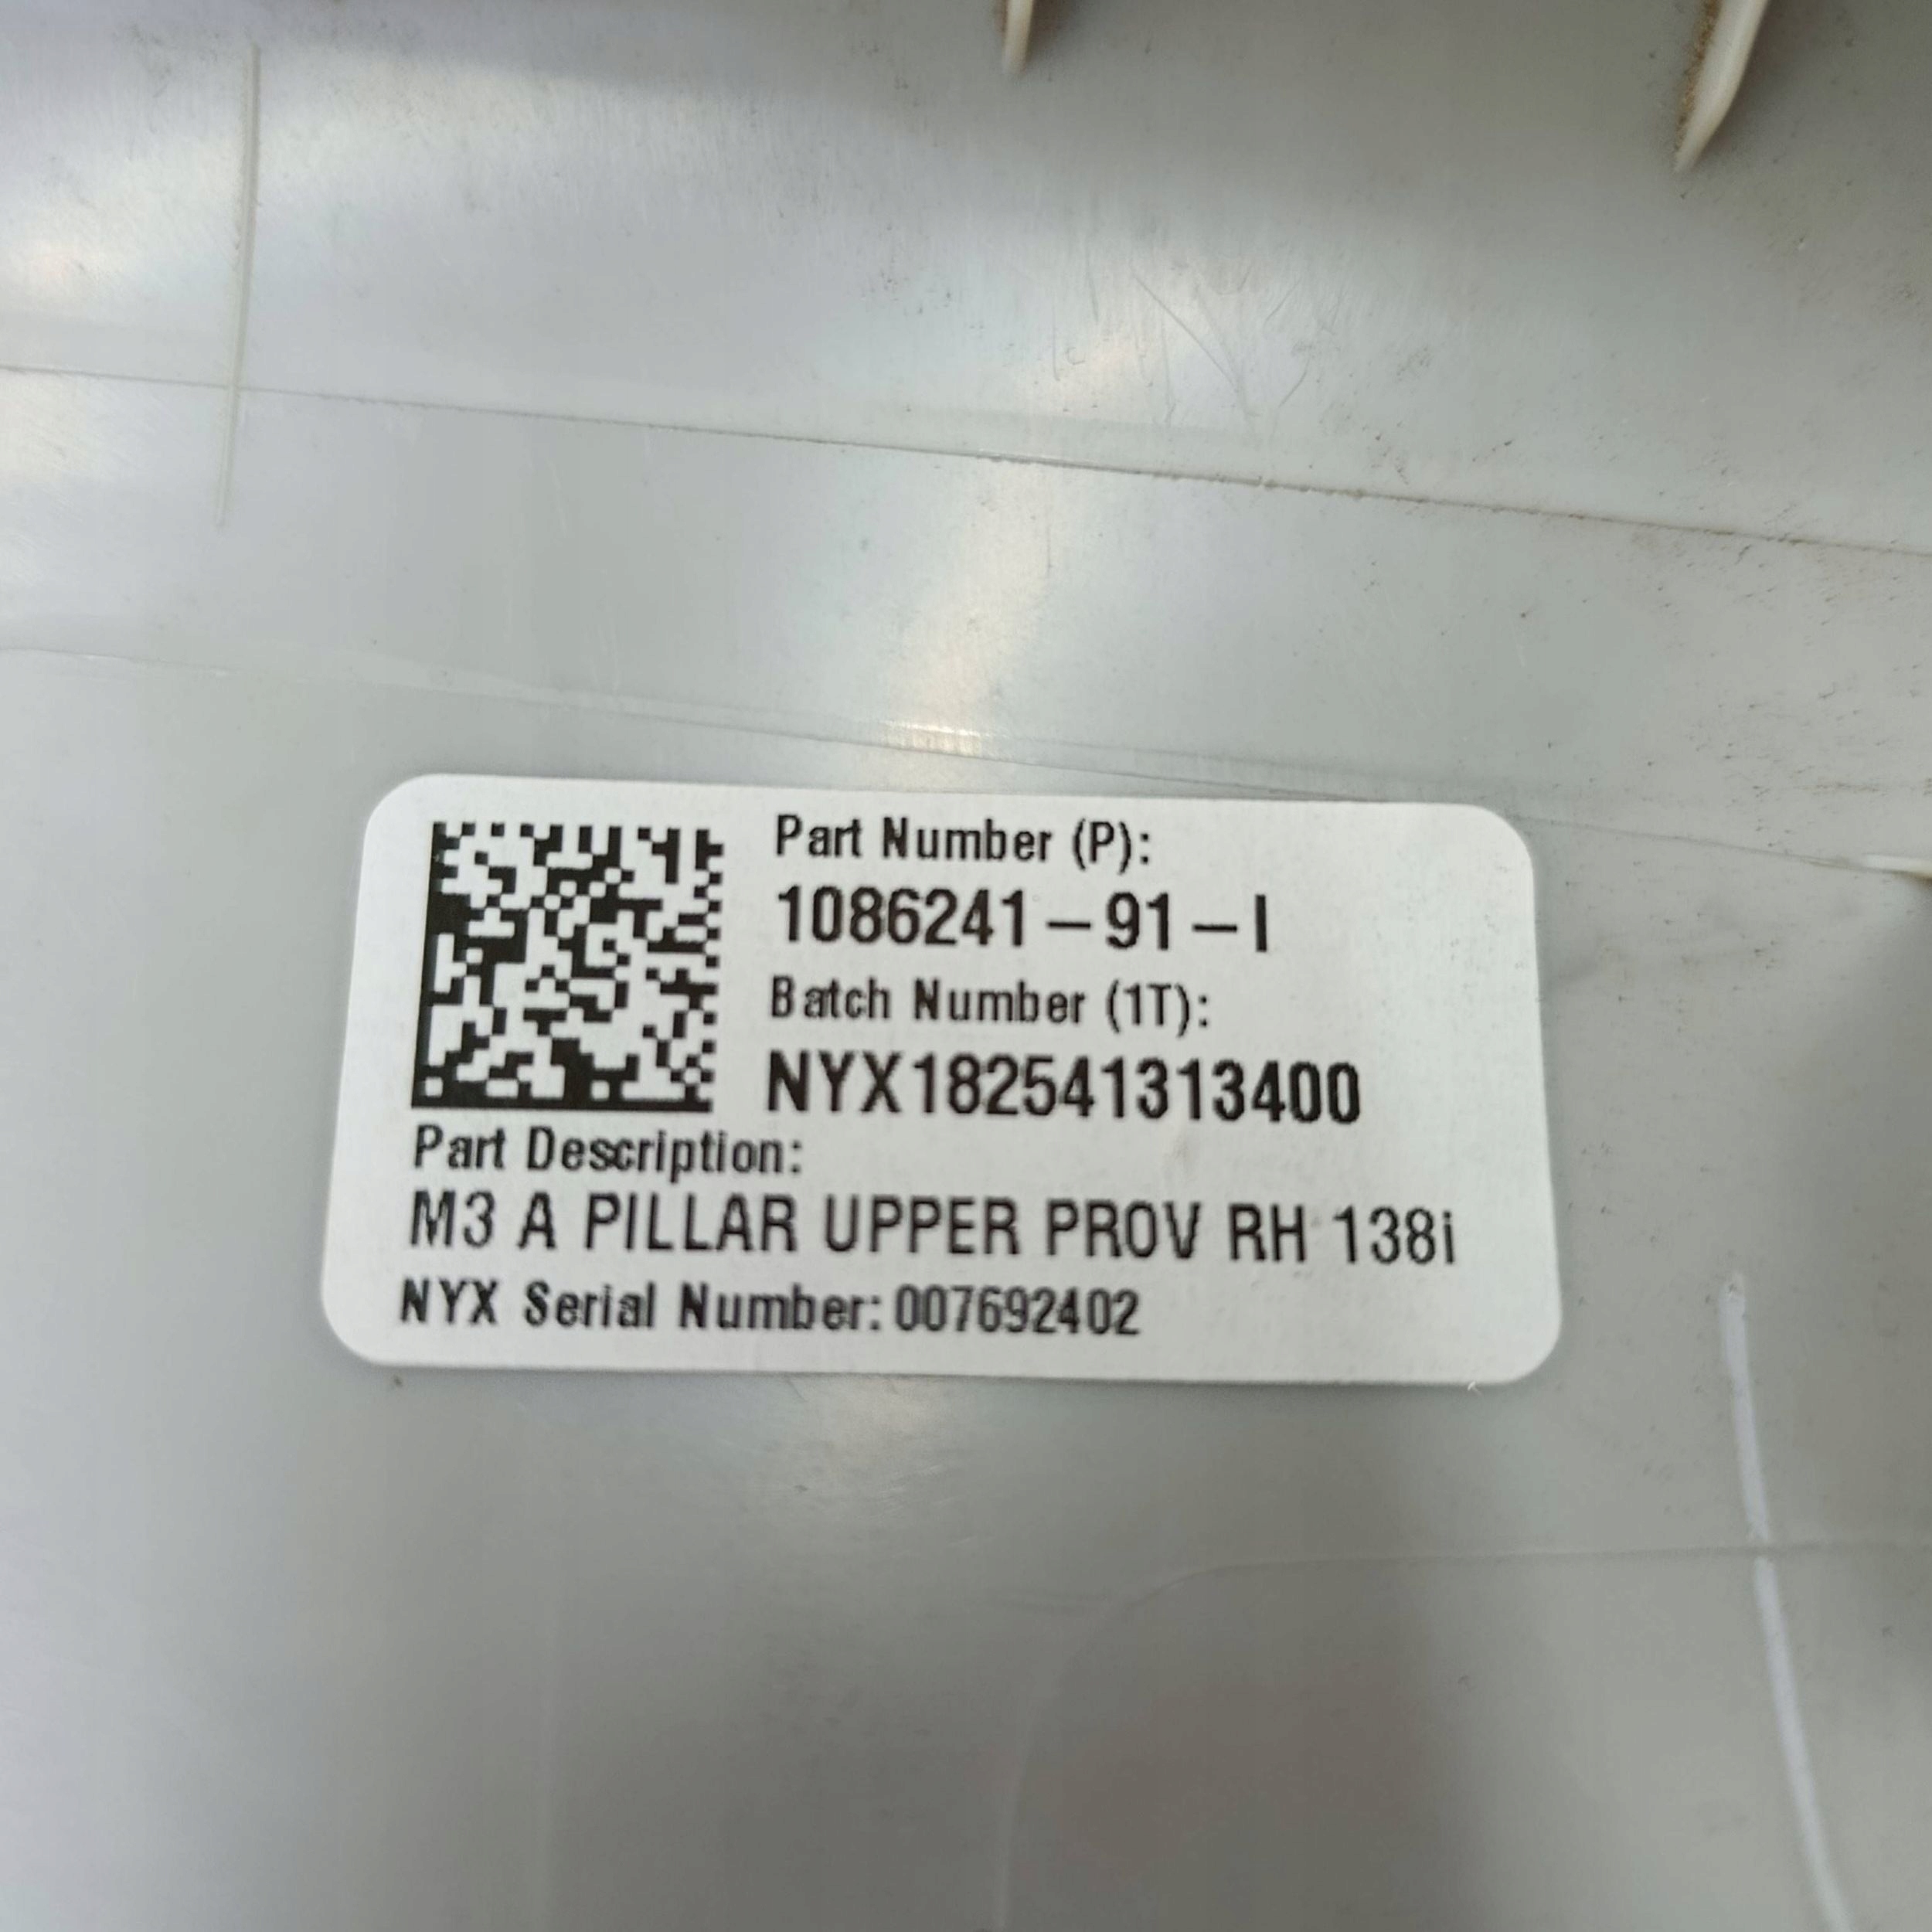 Part Number (P):
1086241-91-I
Batch Number (1T):
NYX182541313400
Part Description:
M3 A PILLAR UPPER PROV RH 138i
NYX Serial Number: 007692402